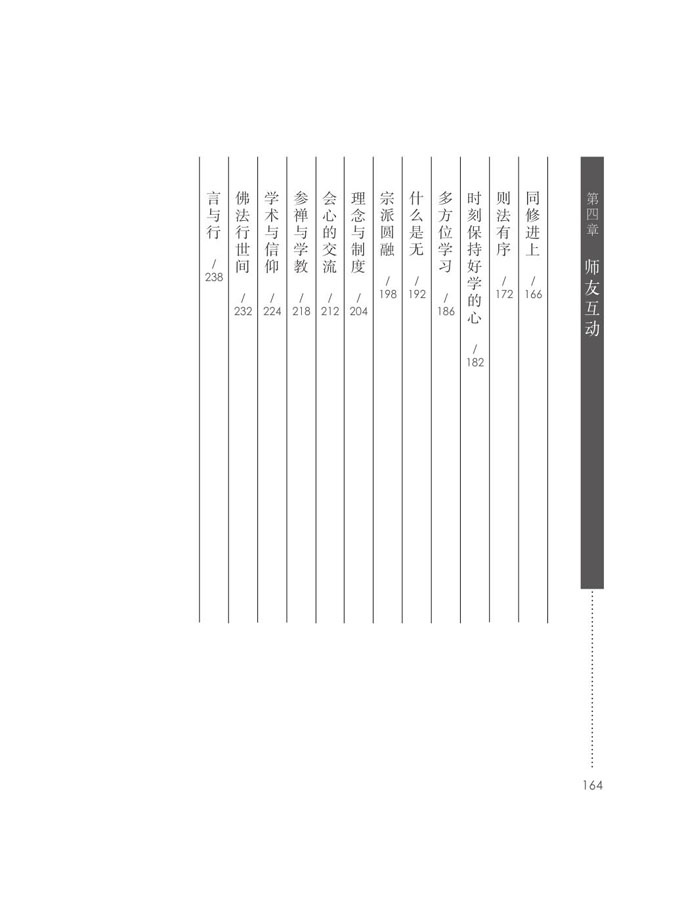 第四章 师友互动
同修进上 / 166
则法有序 / 172
时刻保持好学的心 / 182
多方位学习 / 186
什么是无 / 192
宗派圆融 / 198
理念与制度 / 204
会心的交流 / 212
参禅与学教 / 218
学术与信仰 / 224
佛法行世间 / 232
言与行 / 238
164